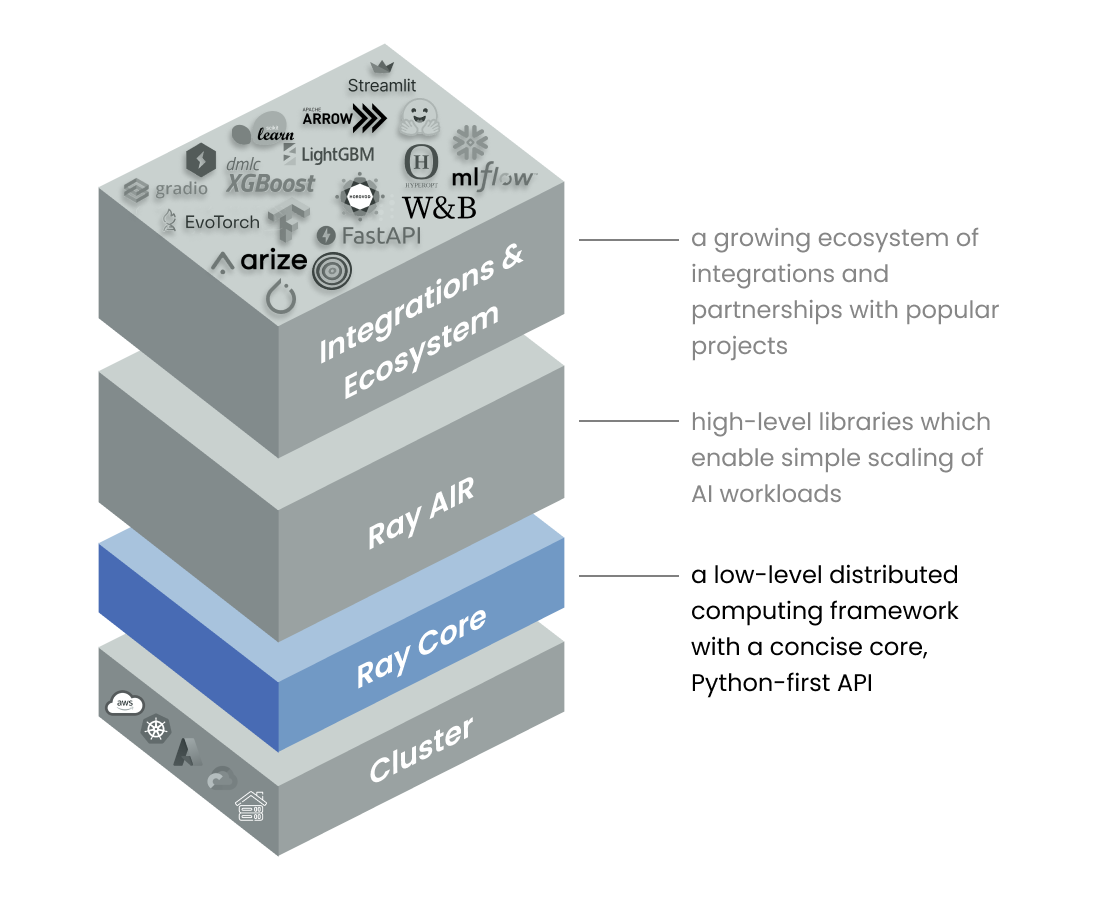 Streamlit
APACHE
ARROW
learn
LightGBM
dmlc
XGBoost
gradio
HYPEROPT
mlflow
HOROVOD
W&B
EvoTorch
FastAPI
arize
Integrations &
Ecosystem
a growing ecosystem of
integrations and
partnerships with popular
projects
Ray AIR
high-level libraries which
enable simple scaling of
AI workloads
Ray Core
a low-level distributed
computing framework
with a concise core,
Python-first API
aws
Cluster